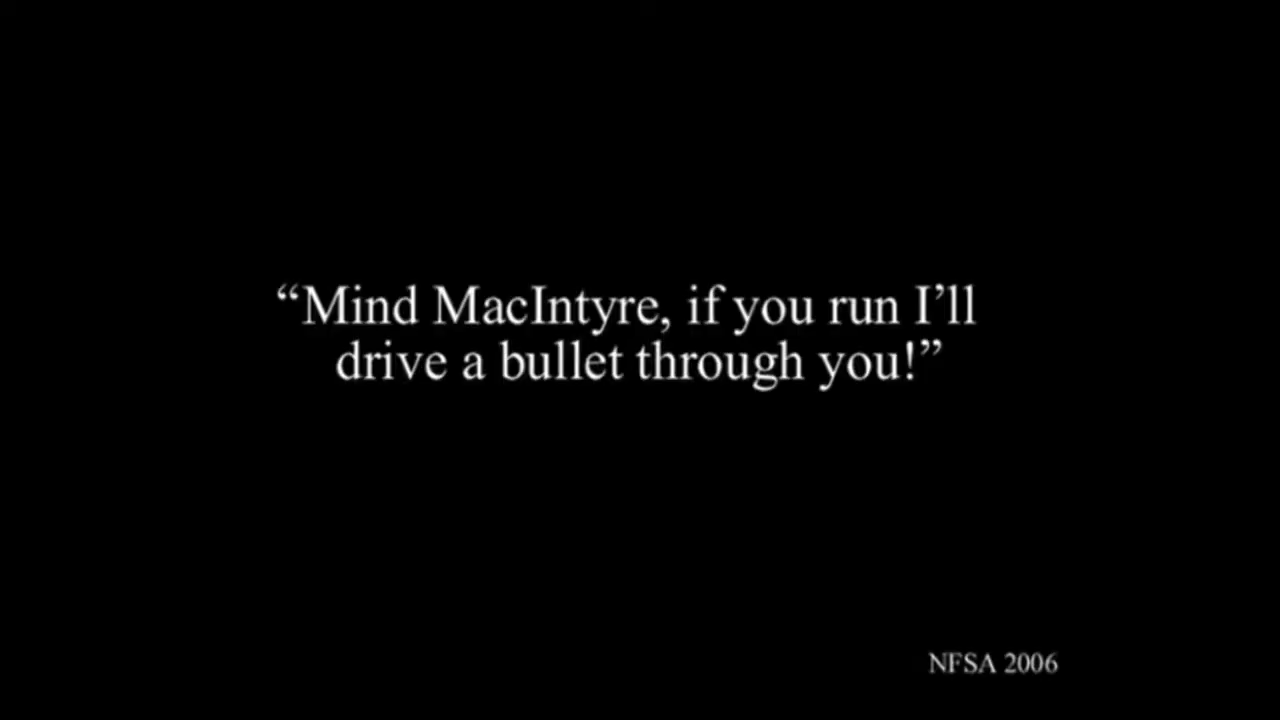 “Mind MacIntyre, if you run I’ll
drive a bullet through you!”
NFSA 2006